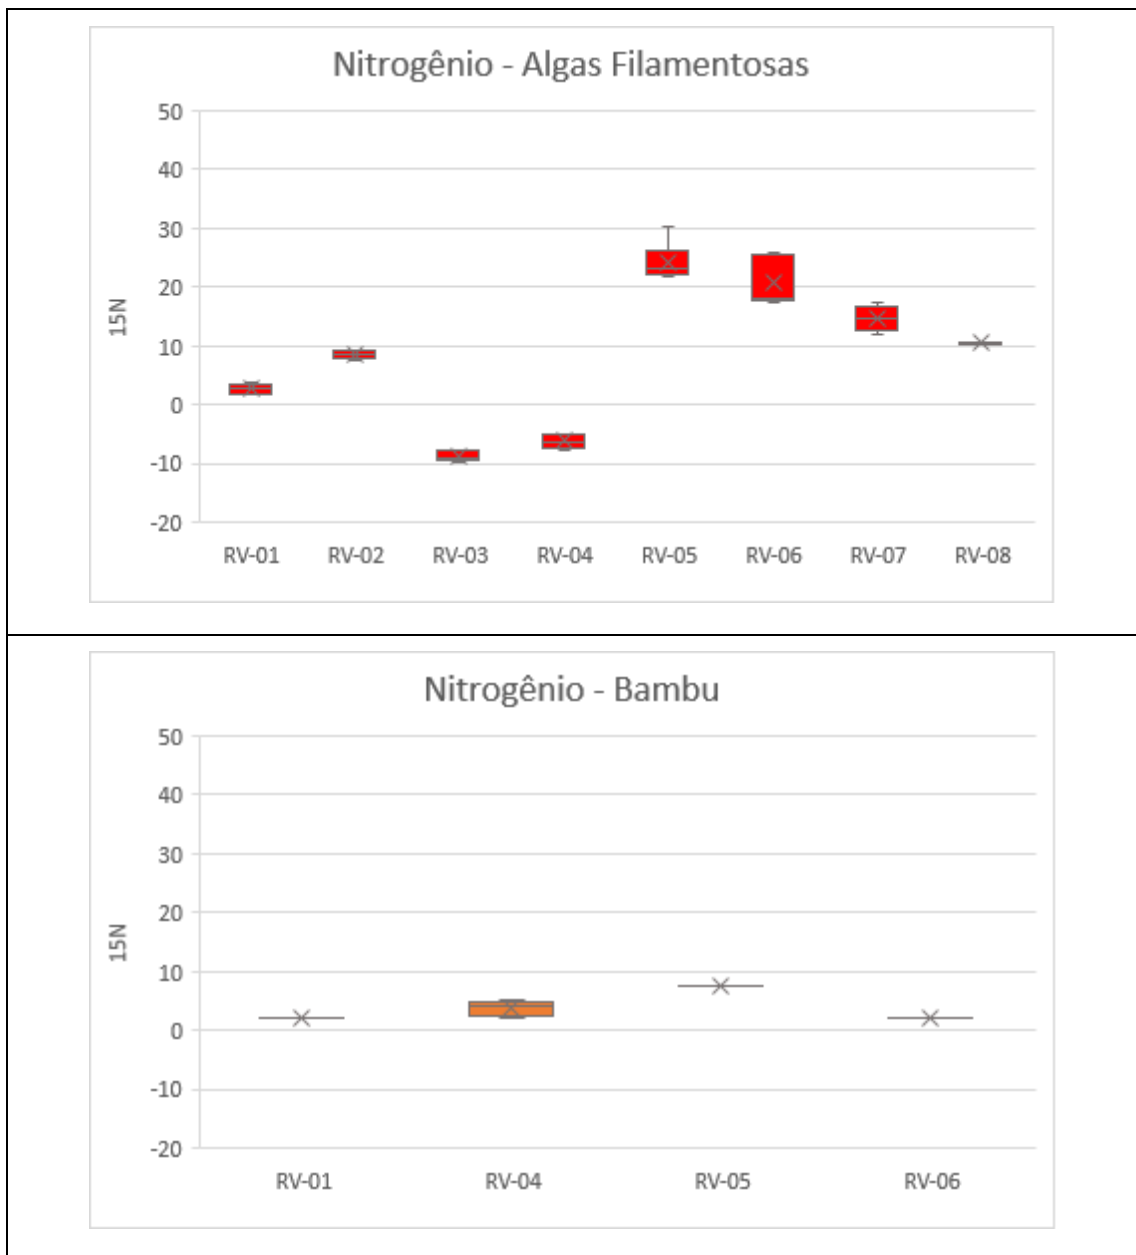 Nitrogênio - Algas Filamentosas
50
40
30
20
10
0
-10
-20
15N
RV-01 RV-02 RV-03 RV-04 RV-05 RV-06 RV-07 RV-08
Nitrogênio - Bambu
50
40
30
20
10
0
-10
-20
15N
RV-01 RV-04 RV-05 RV-06